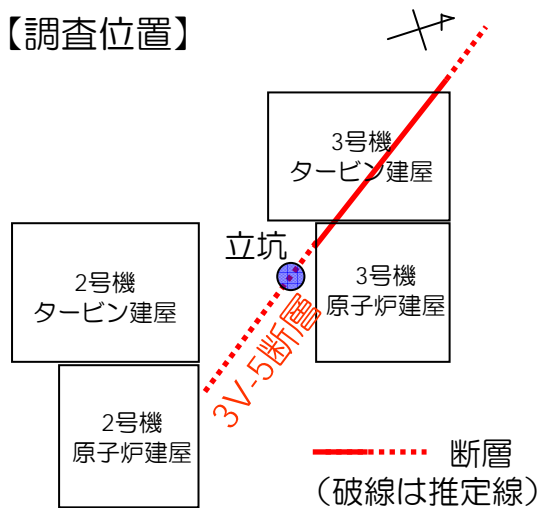 【調査位置】
3号機
タービン建屋
立坑
2号機
タービン建屋
3号機
原子炉建屋
3V-5断層
2号機
原子炉建屋
断層
（破線は推定線）